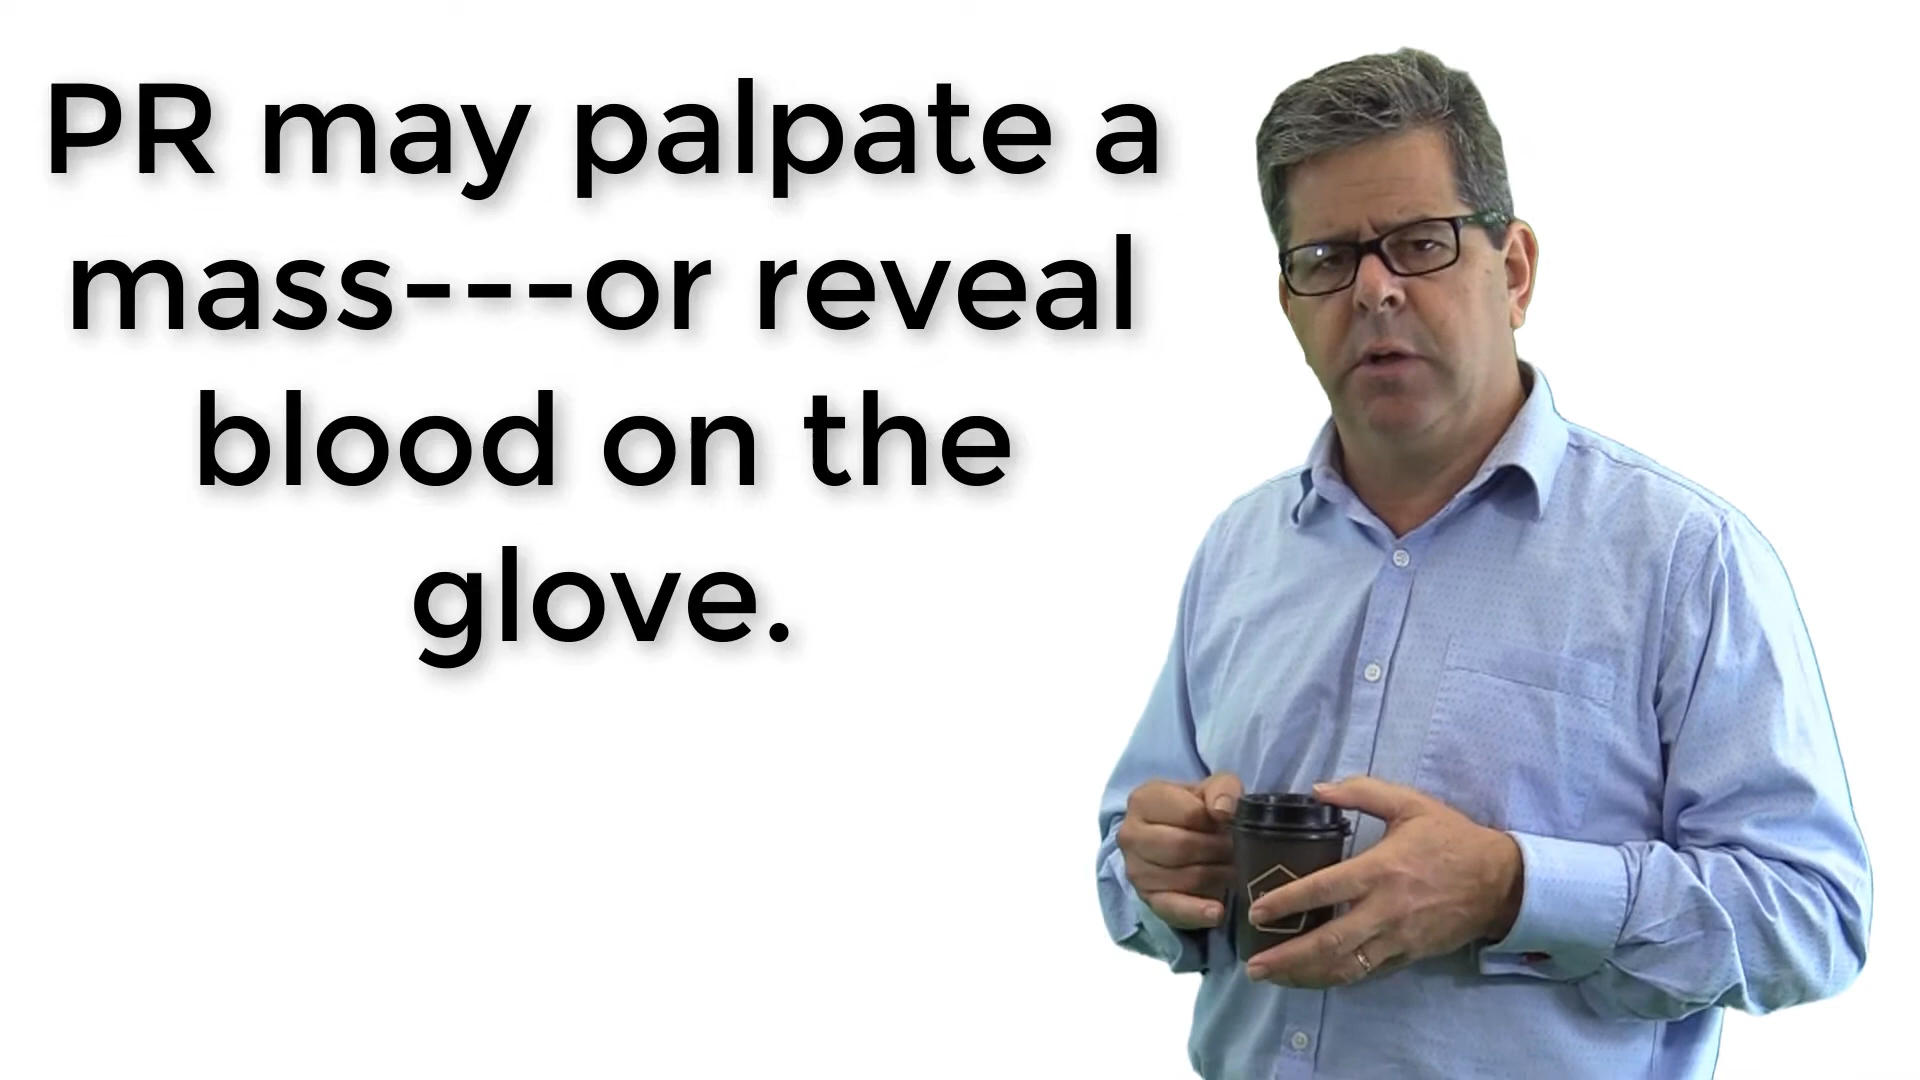 PR may palpate a
mass---or reveal
blood on the
glove.